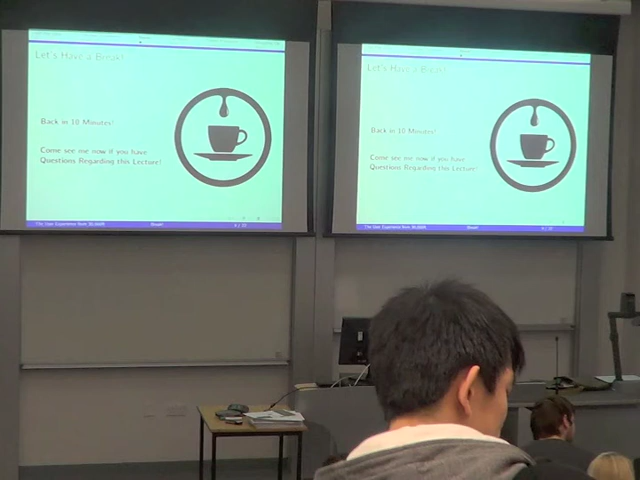 Let's Have a Break!
Back in 10 Minutes!
Come see me now if you have
Questions Regarding this Lecture!
Let's Have a Break!
Back in 10 Minutes!
Come see me now if you have
Questions Regarding this Lecture!